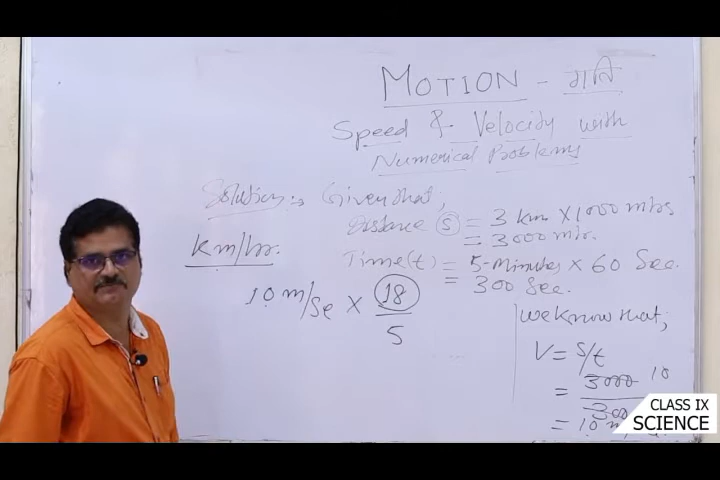 MOTION - गति
Speed & Velocity with
Numerical Problems
Solution:- Given that,
Distance (s) = 3 km X 1000 mtrs
= 3000 mtr.
Km/hr.
Time(t) = 5-minutes X 60 Sec.
= 300 Sec.
10 m/se X 18/5
We know that,
V = s/t
= 3000 10
300
= 10 m
CLASS IX
SCIENCE